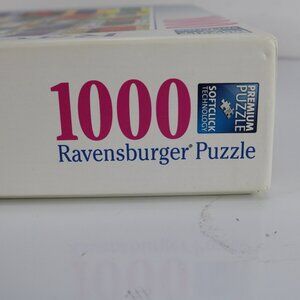 1000
Ravensburger® Puzzle
PREMIUM
PUZZLE
SOFTCLICK
TECHNOLOGY